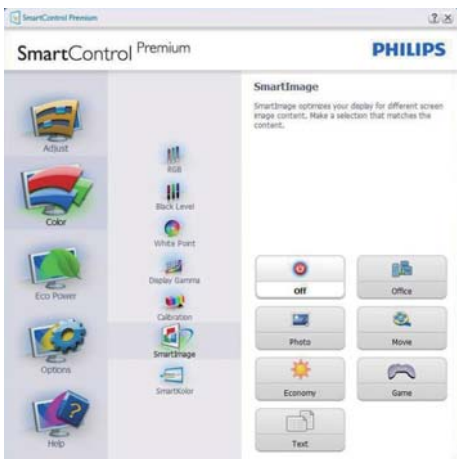 SmartControl Premium
SmartControl Premium
PHILIPS
Adjust
Color
Eco Power
Options
Help
RGB
Black Level
White Point
Display Gamma
Calibration
SmartImage
SmartKolor
SmartImage
SmartImage optimizes your display for different screen
image content. Make a selection that matches the
content.
Off
Office
Photo
Movie
Economy
Game
Text